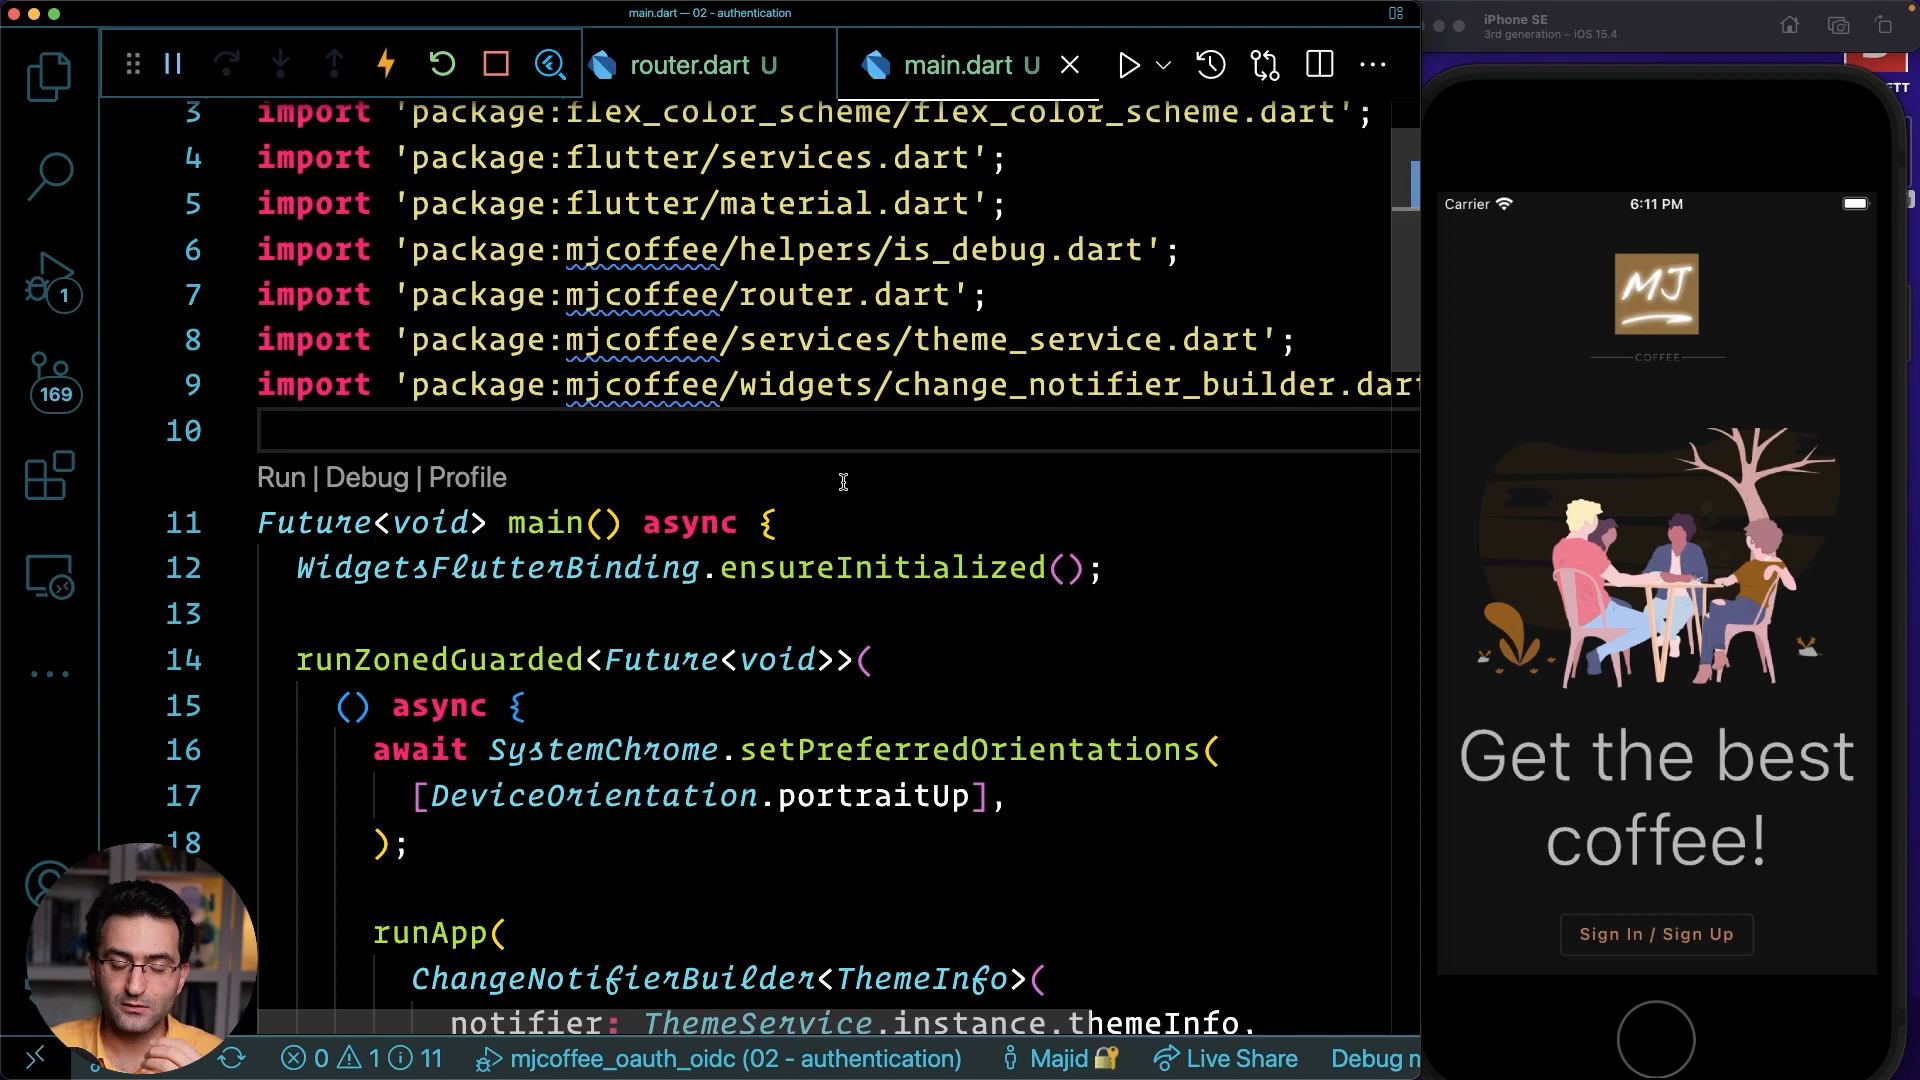 main.dart — 02 - authentication
router.dart U
main.dart U
3 import 'package:flex_color_scheme/flex_color_scheme.dart';
4 import 'package:flutter/services.dart';
5 import 'package:flutter/material.dart';
6 import 'package:mjcoffee/helpers/is_debug.dart';
7 import 'package:mjcoffee/router.dart';
8 import 'package:mjcoffee/services/theme_service.dart';
9 import 'package:mjcoffee/widgets/change_notifier_builder.dart
10
Run | Debug | Profile
11 Future<void> main() async {
12 WidgetsFlutterBinding.ensureInitialized();
13
14 runZonedGuarded<Future<void>>(
15 () async {
16 await SystemChrome.setPreferredOrientations(
17 [DeviceOrientation.portraitUp],
18 );
runApp(
ChangeNotifierBuilder<ThemeInfo>(
notifier: ThemeService.instance.themeInfo,
1
169
0 1 11 mjcoffee_oauth_oidc (02 - authentication) Majid Live Share Debug
iPhone SE
3rd generation – iOS 15.4
Carrier 6:11 PM
MJ
COFFEE
Get the best
coffee!
Sign In / Sign Up